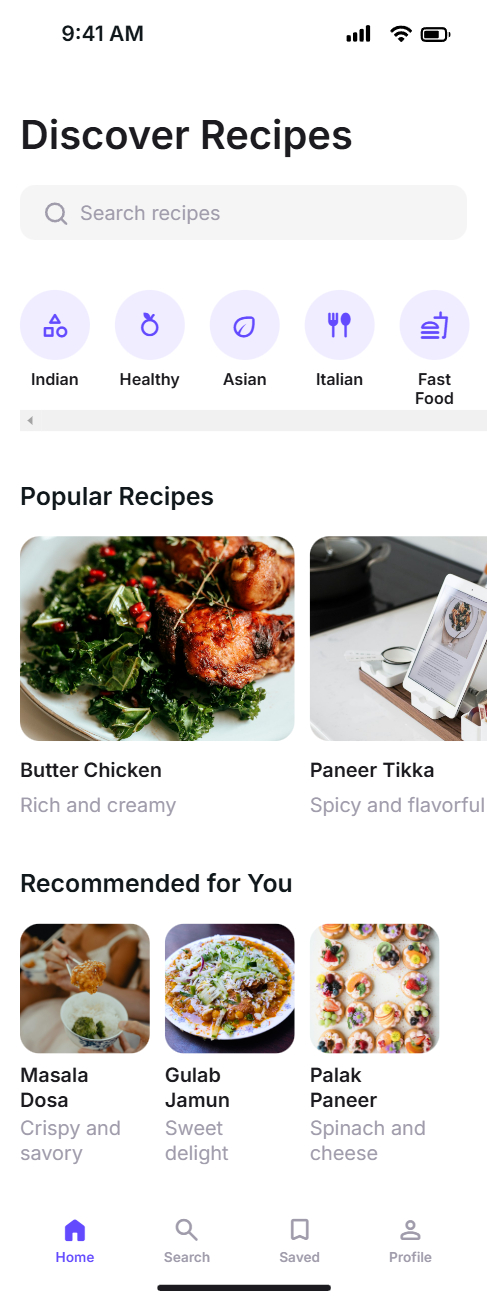 9:41 AM
Discover Recipes
Search recipes
Indian
Healthy
Asian
Italian
Fast
Food
Popular Recipes
Butter Chicken
Rich and creamy
Paneer Tikka
Spicy and flavorful
Recommended for You
Masala
Dosa
Crispy and
savory
Gulab
Jamun
Sweet
delight
Palak
Paneer
Spinach and
cheese
Home
Search
Saved
Profile